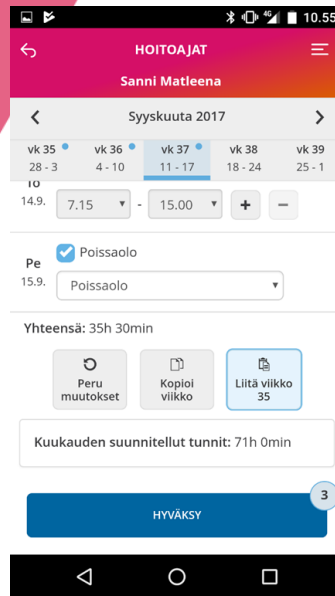 4G 10.55
HOITOAJAT
Sanni Matleena
Syyskuuta 2017
vk 35 vk 36 vk 37 vk 38 vk 39
28 - 3 4 - 10 11 - 17 18 - 24 25 - 1
To
14.9. 7.15 - 15.00 + −
Poissaolo
Pe
15.9. Poissaolo
Yhteensä: 35h 30min
Peru muutokset
Kopioi viikko
Liitä viikko 35
Kuukauden suunnitellut tunnit: 71h 0min
3
HYVÄKSY